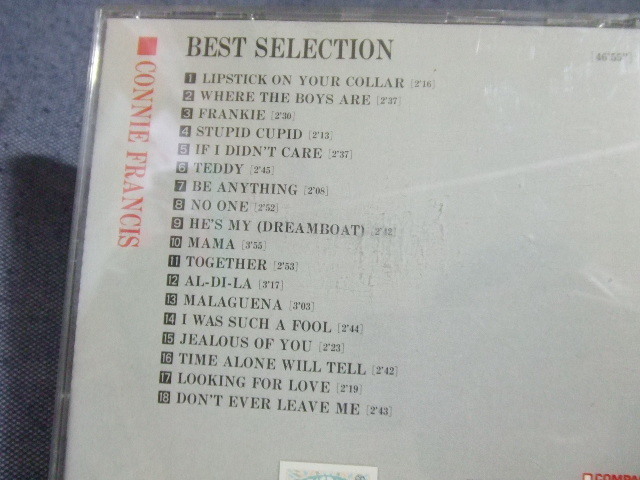 BEST SELECTION
[46'55"]
CONNIE FRANCIS
1 LIPSTICK ON YOUR COLLAR [2'16]
2 WHERE THE BOYS ARE [2'37]
3 FRANKIE [2'30]
4 STUPID CUPID [2'13]
5 IF I DIDN'T CARE [2'37]
6 TEDDY [2'45]
7 BE ANYTHING [2'08]
8 NO ONE [2'52]
9 HE'S MY (DREAMBOAT) [2'42]
10 MAMA [3'55]
11 TOGETHER [2'53]
12 AL-DI-LA [3'17]
13 MALAGUENA [3'03]
14 I WAS SUCH A FOOL [2'44]
15 JEALOUS OF YOU [2'23]
16 TIME ALONE WILL TELL [2'42]
17 LOOKING FOR LOVE [2'19]
18 DON'T EVER LEAVE ME [2'43]
COMPA